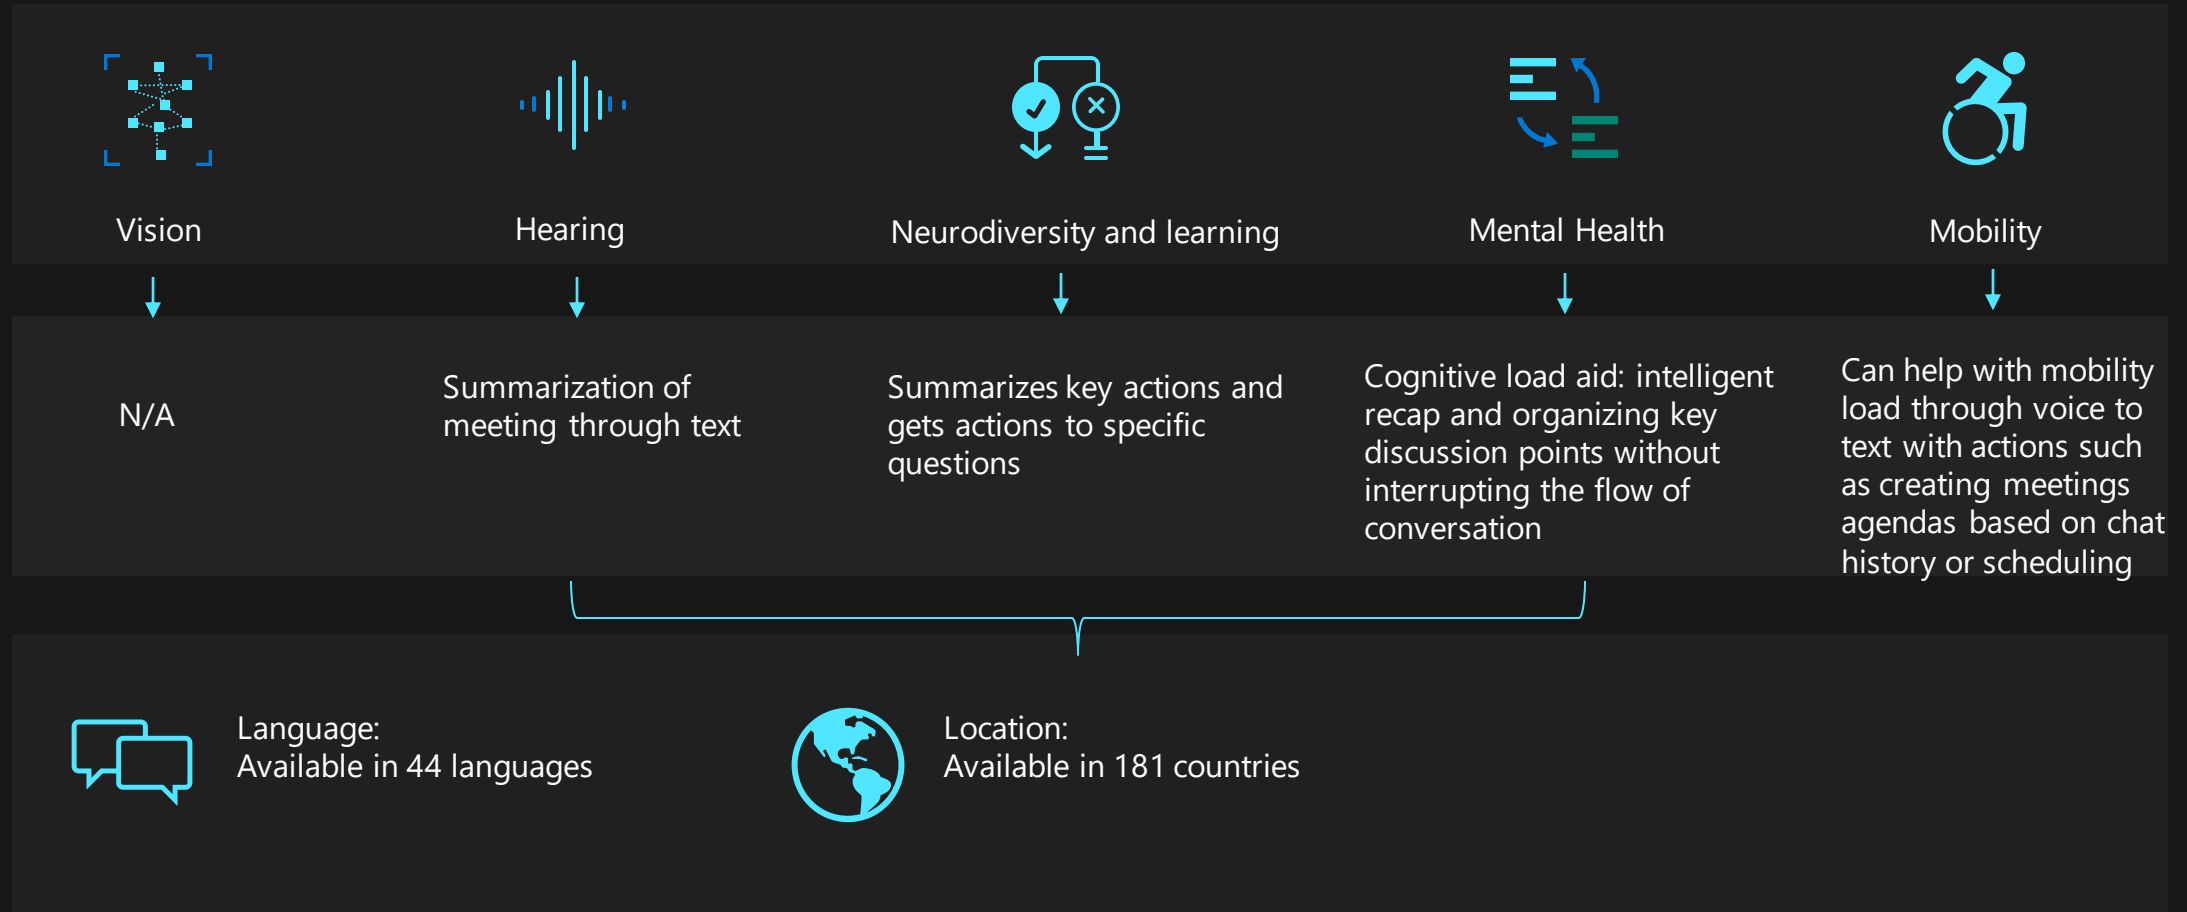 Vision
Hearing
Neurodiversity and learning
Mental Health
Mobility
N/A
Summarization of
meeting through text
Summarizes key actions and
gets actions to specific
questions
Cognitive load aid: intelligent
recap and organizing key
discussion points without
interrupting the flow of
conversation
Can help with mobility
load through voice to
text with actions such
as creating meetings
agendas based on chat
history or scheduling
Language:
Available in 44 languages
Location:
Available in 181 countries